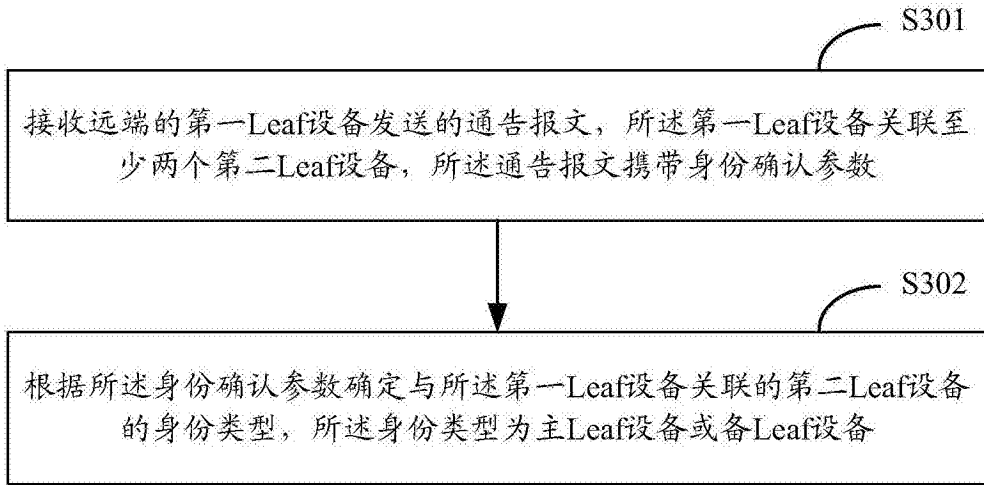 S301
接收远端的第一Leaf设备发送的通告报文，所述第一Leaf设备关联至
少两个第二Leaf设备，所述通告报文携带身份确认参数
S302
根据所述身份确认参数确定与所述第一Leaf设备关联的第二Leaf设备
的身份类型，所述身份类型为主Leaf设备或备Leaf设备